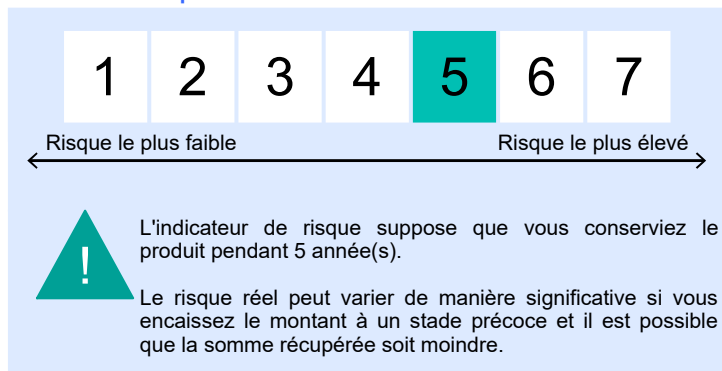 1 2 3 4 5 6 7
Risque le plus faible Risque le plus élevé
!
L'indicateur de risque suppose que vous conserviez le
produit pendant 5 année(s).
Le risque réel peut varier de manière significative si vous
encaissez le montant à un stade précoce et il est possible
que la somme récupérée soit moindre.